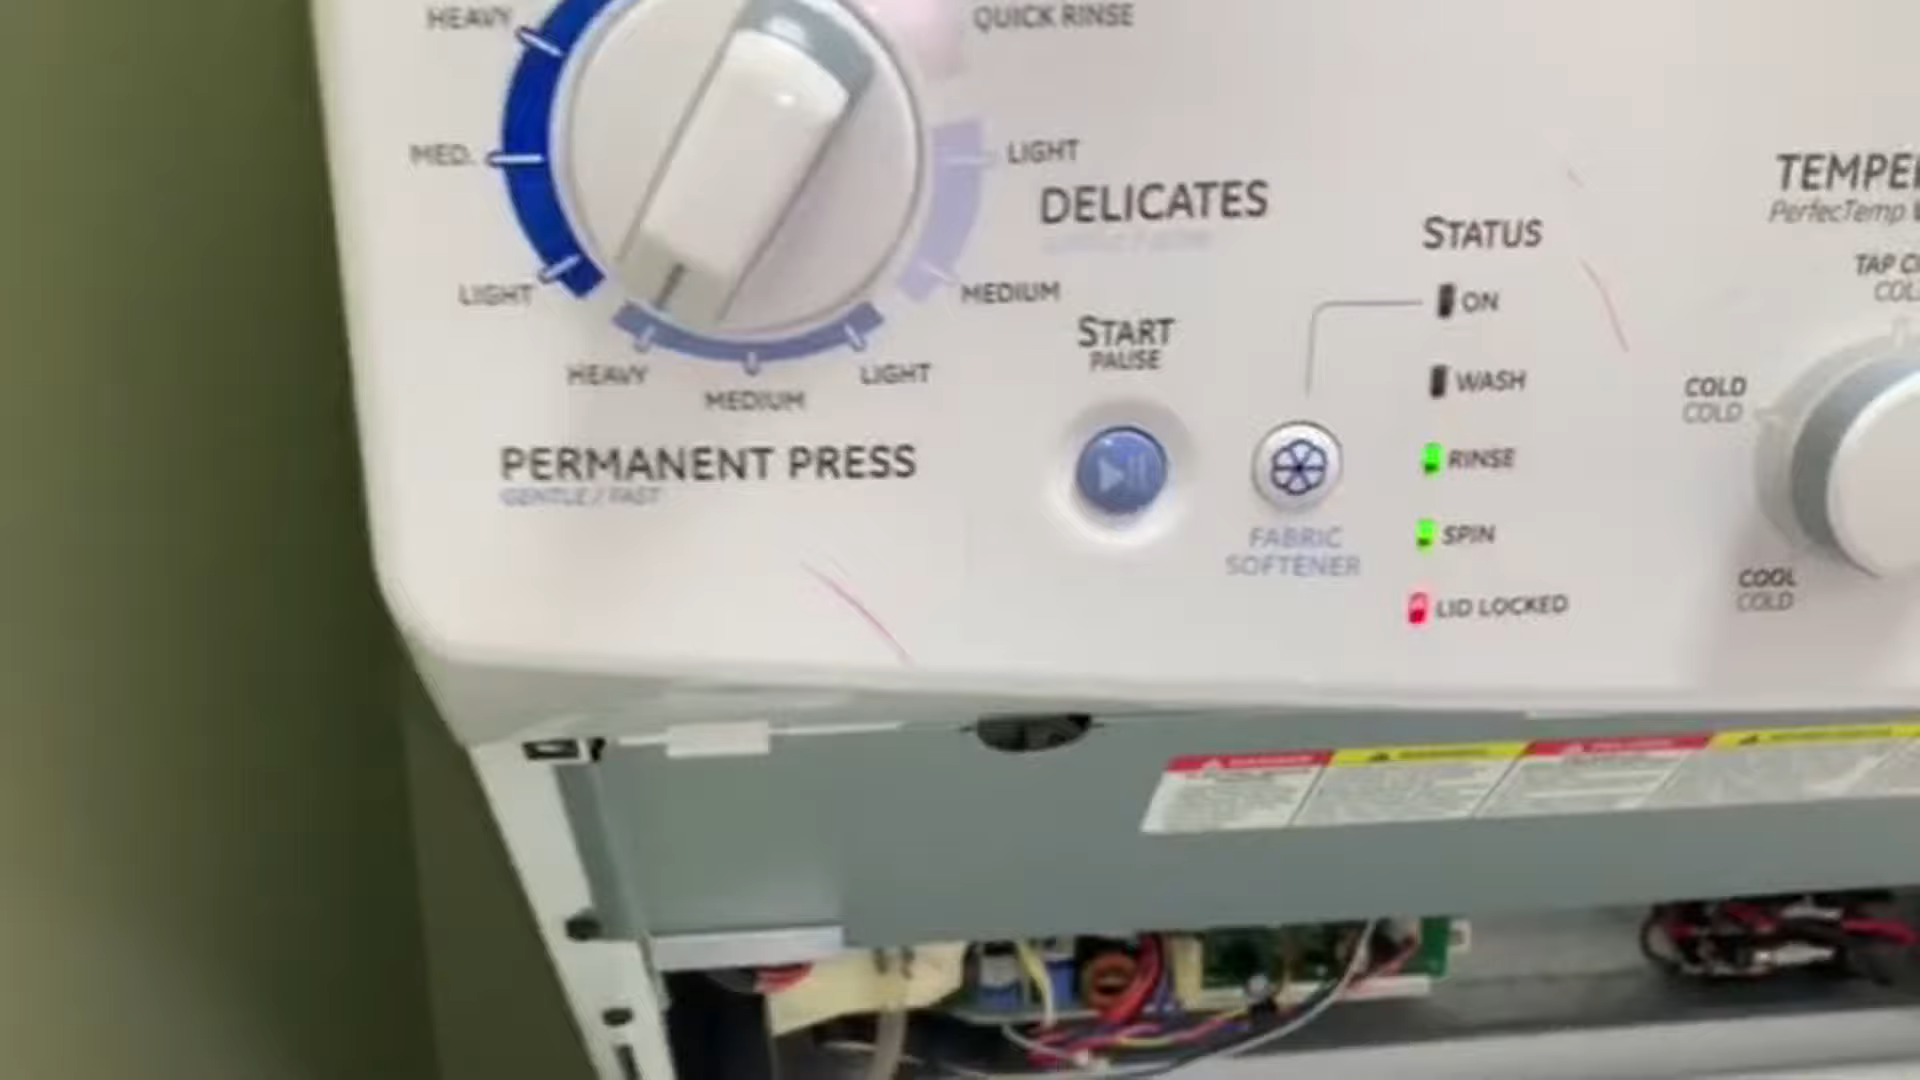 HEAVY
QUICK RINSE
MED.
LIGHT
DELICATES
LIGHT
MEDIUM
HEAVY
MEDIUM
LIGHT
PERMANENT PRESS
GENTLE / FAST
START
PAUSE
FABRIC
SOFTENER
STATUS
ON
WASH
RINSE
SPIN
LID LOCKED
TEMPE
PerfecTemp
TAP C
COL
COLD
COLD
COOL
COLD